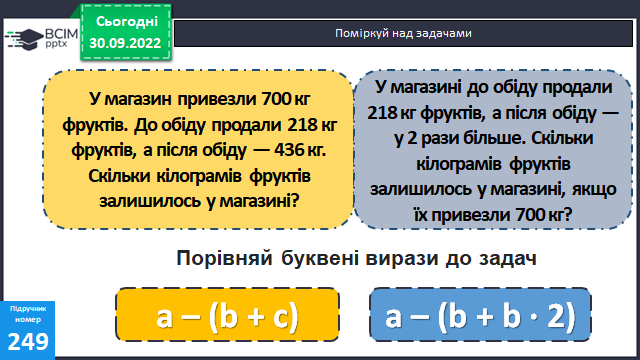 Сьогодні
30.09.2022
ВСІМ
pptx
Поміркуй над задачами
У магазин привезли 700 кг
фруктів. До обіду продали 218 кг
фруктів, а після обіду — 436 кг.
Скільки кілограмів фруктів
залишилось у магазині?
У магазині до обіду продали
218 кг фруктів, а після обіду —
у 2 рази більше. Скільки
кілограмів фруктів
залишилось у магазині, якщо
їх привезли 700 кг?
Порівняй буквені вирази до задач
a – (b + c)
a – (b + b · 2)
Підручник
номер
249